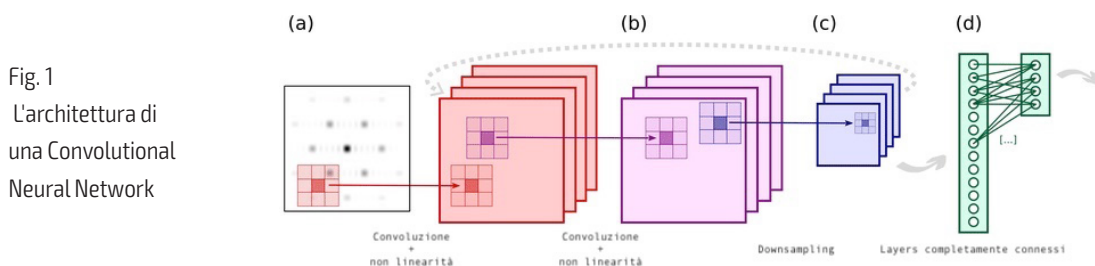 (a)
(b)
(c)
(d)
Fig. 1
L'architettura di
una Convolutional
Neural Network
[...]
Convoluzione
+
non linearità
Convoluzione
+
non linearità
Downsampling
Layers completamente connessi